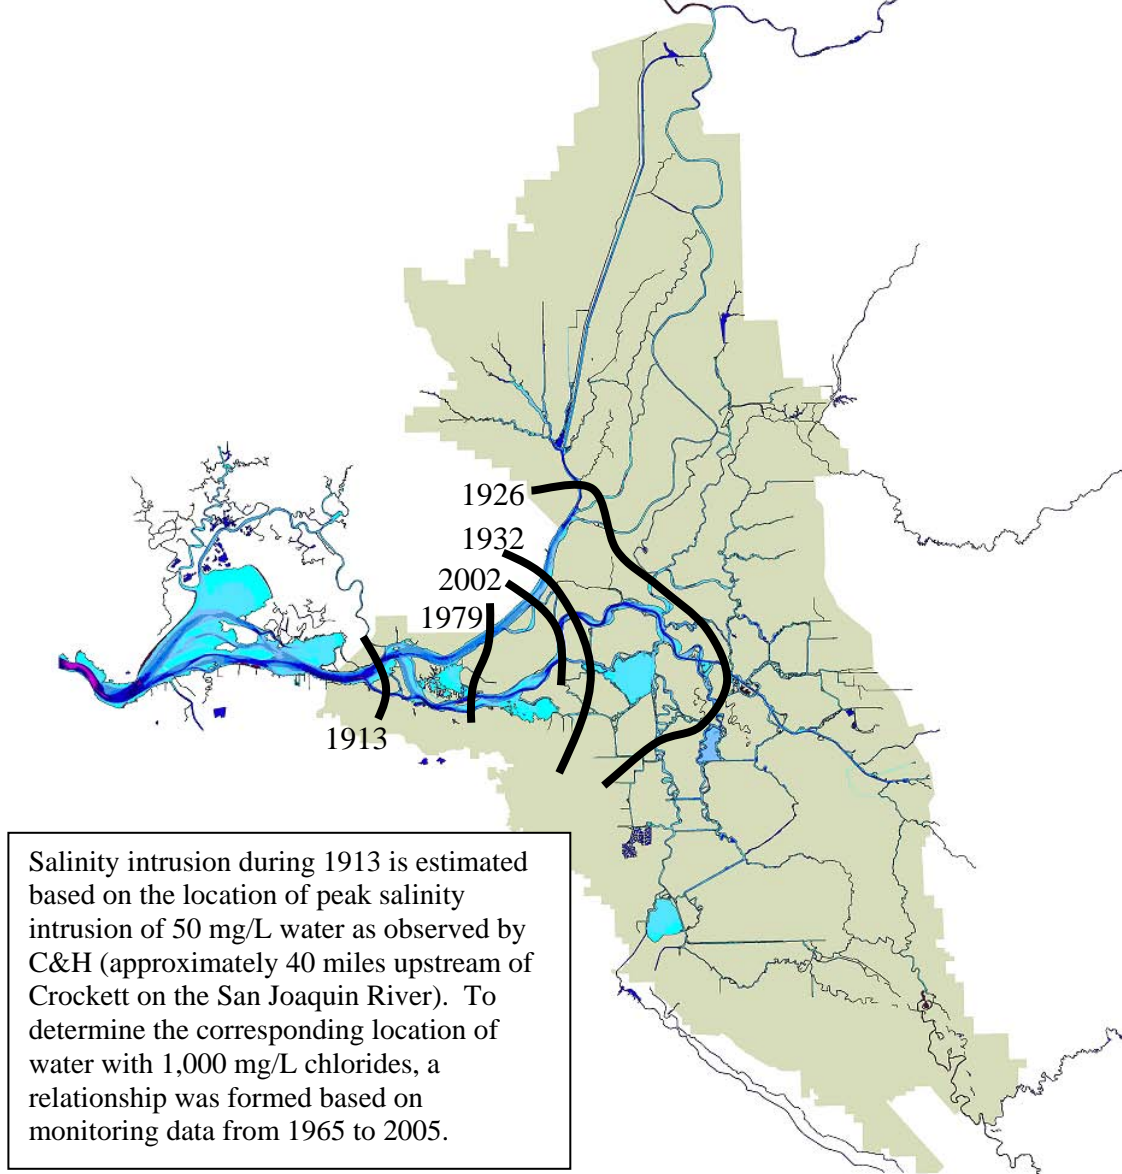 1926
1932
2002
1979
1913
Salinity intrusion during 1913 is estimated
based on the location of peak salinity
intrusion of 50 mg/L water as observed by
C&H (approximately 40 miles upstream of
Crockett on the San Joaquin River).  To
determine the corresponding location of
water with 1,000 mg/L chlorides, a
relationship was formed based on
monitoring data from 1965 to 2005.